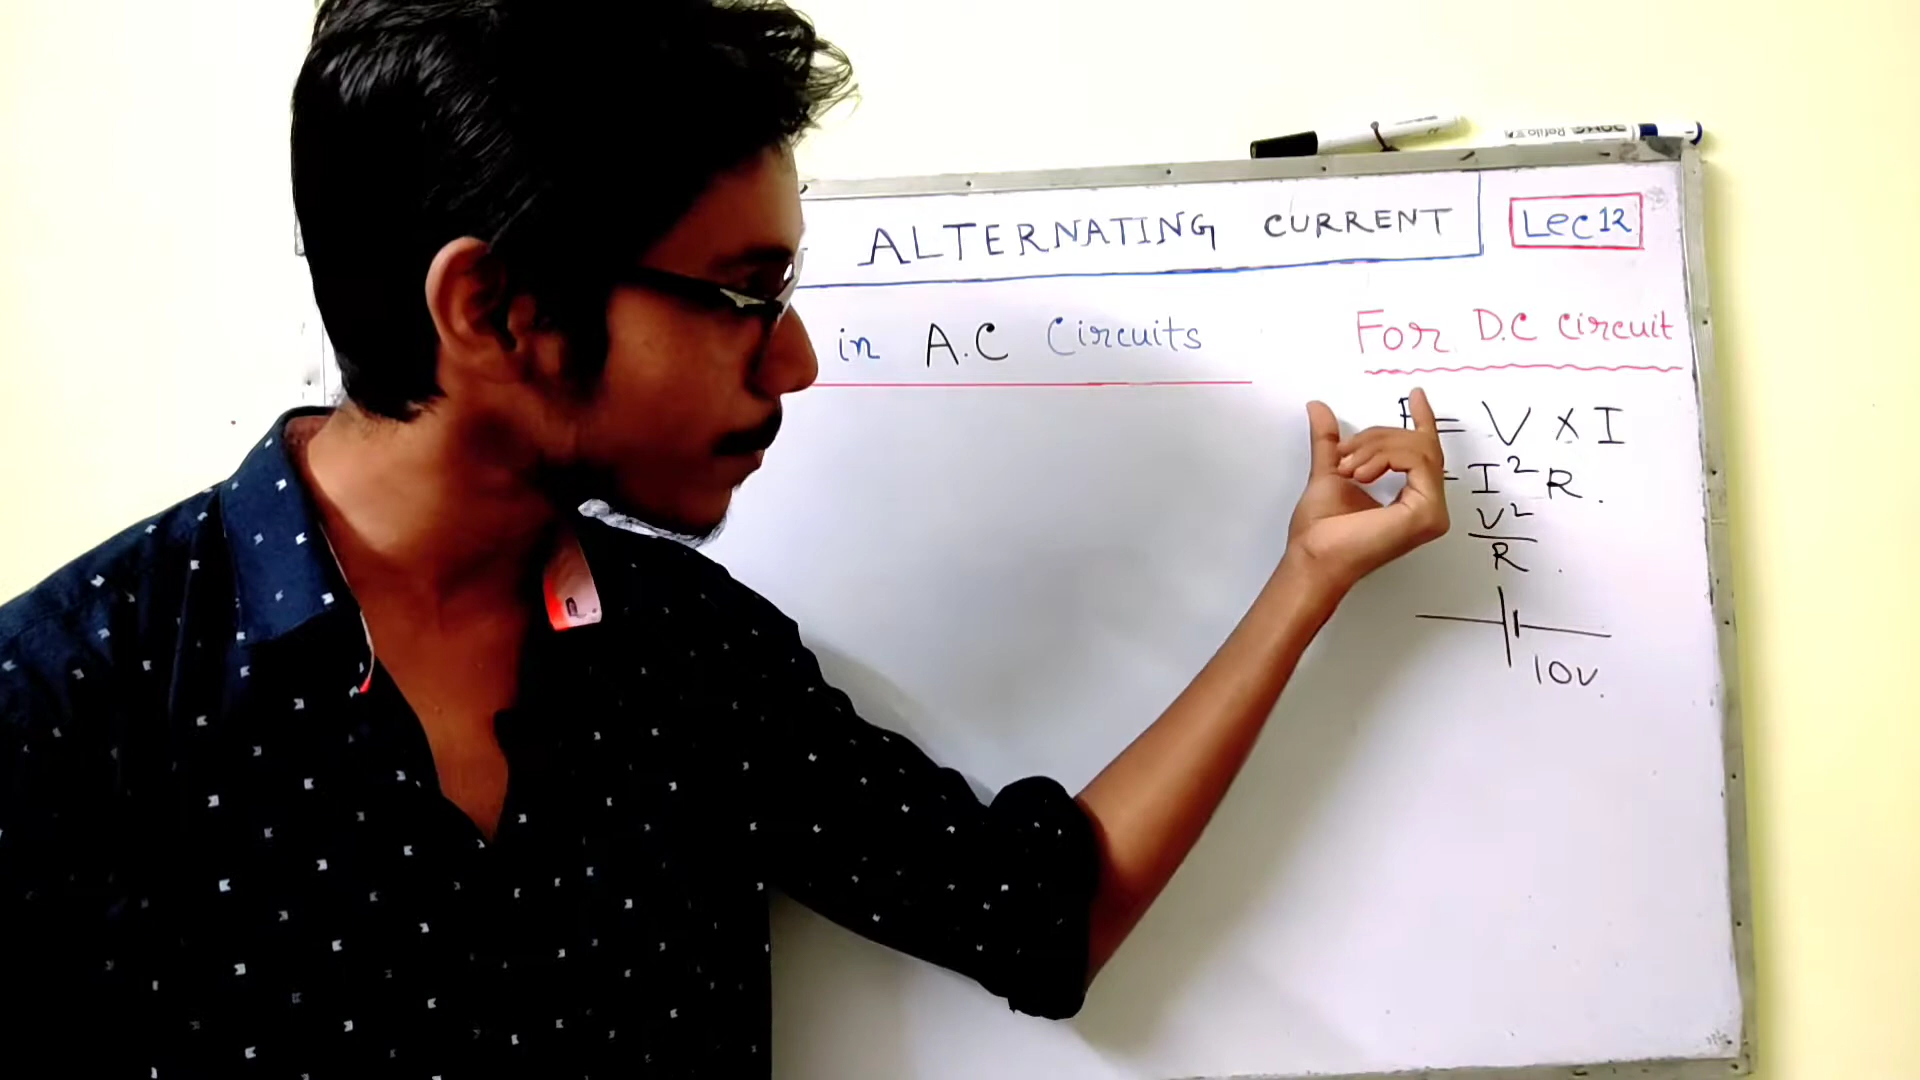 ALTERNATING CURRENT
Lec 12
in A.C Circuits
For D.C circuit
P = V × I
= I²R.
V²
R.
10V.